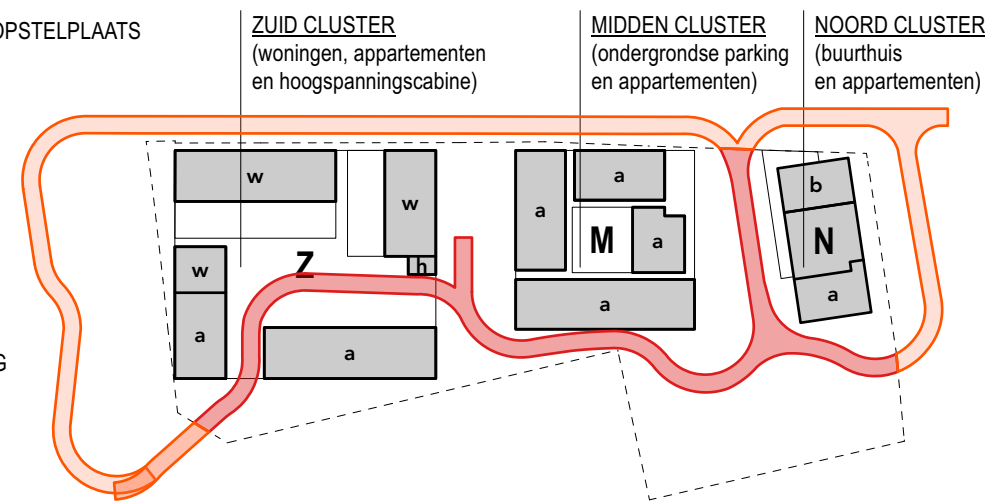 OPSTELPLAATS
ZUID CLUSTER
(woningen, appartementen
en hoogspanningscabine)
MIDDEN CLUSTER
(ondergrondse parking
en appartementen)
NOORD CLUSTER
(buurthuis
en appartementen)
w
w
a
a
b
w
h
Z
M
a
N
a
a
a
a
G